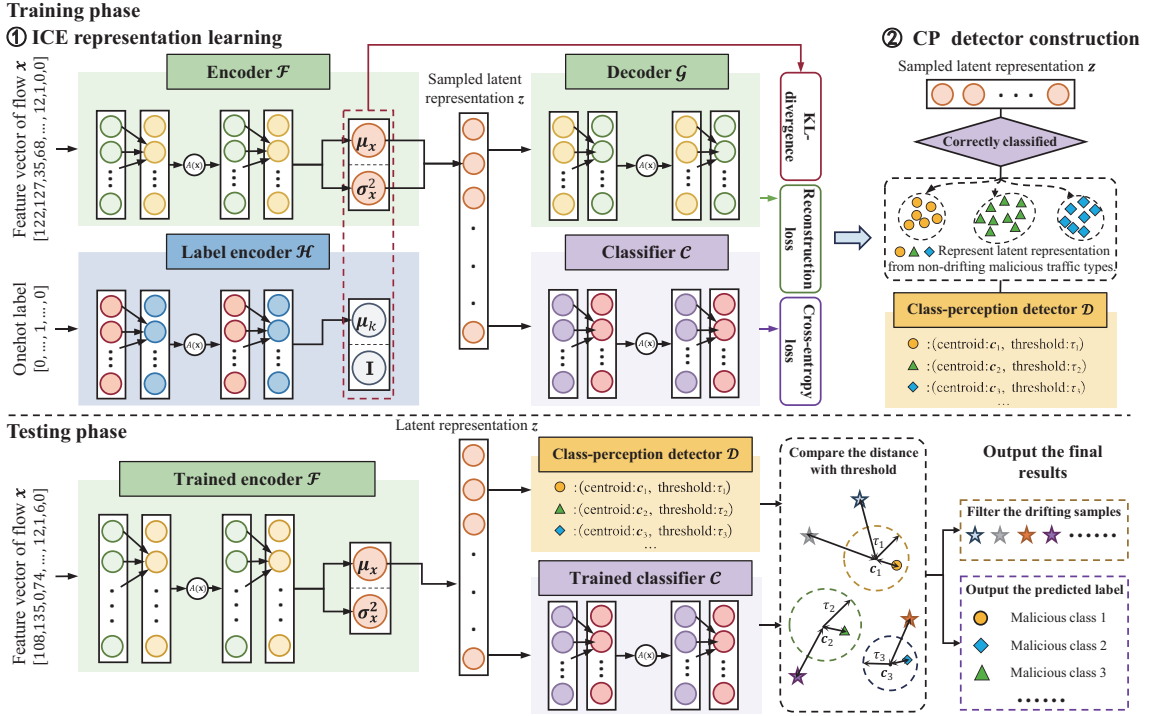 Training phase
① ICE representation learning
Feature vector of flow x
[122,127,35,68, ... , 12,1,0,0]
Encoder F
A(x)
μx
σx²
Sampled latent
representation z
Decoder G
A(x)
KL-
divergence
Reconstruction
loss
Cross-entropy
loss
Onehot label
[0, ... , 1, ... , 0]
Label encoder H
A(x)
μk
I
Classifier C
A(x)
② CP detector construction
Sampled latent representation z
Correctly classified
Represent latent representation
from non-drifting malicious traffic types.
Class-perception detector D
:(centroid:c1, threshold:τ1)
:(centroid:c2, threshold:τ2)
:(centroid:c3, threshold:τ3)
...
Testing phase
Feature vector of flow x
[108,135,0,74, ..., 12,1,6,0]
Trained encoder F
A(x)
μx
σx²
Latent representation z
Class-perception detector D
:(centroid:c1, threshold:τ1)
:(centroid:c2, threshold:τ2)
:(centroid:c3, threshold:τ3)
...
Trained classifier C
A(x)
Compare the distance
with threshold
τ1
c1
τ2
c2
τ3
c3
Output the final
results
Filter the drifting samples
......
Output the predicted label
Malicious class 1
Malicious class 2
Malicious class 3
......